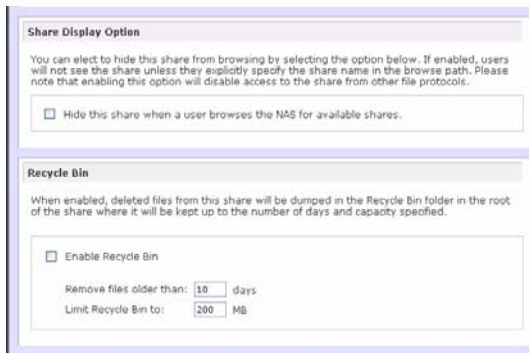 Share Display Option
You can elect to hide this share from browsing by selecting the option below. If enabled, users
will not see the share unless they explicitly specify the share name in the browse path. Please
note that enabling this option will disable access to the share from other file protocols.
Hide this share when a user browses the NAS for available shares.
Recycle Bin
When enabled, deleted files from this share will be dumped in the Recycle Bin folder in the root
of the share where it will be kept up to the number of days and capacity specified.
Enable Recycle Bin
Remove files older than: 10 days
Limit Recycle Bin to: 200 MB